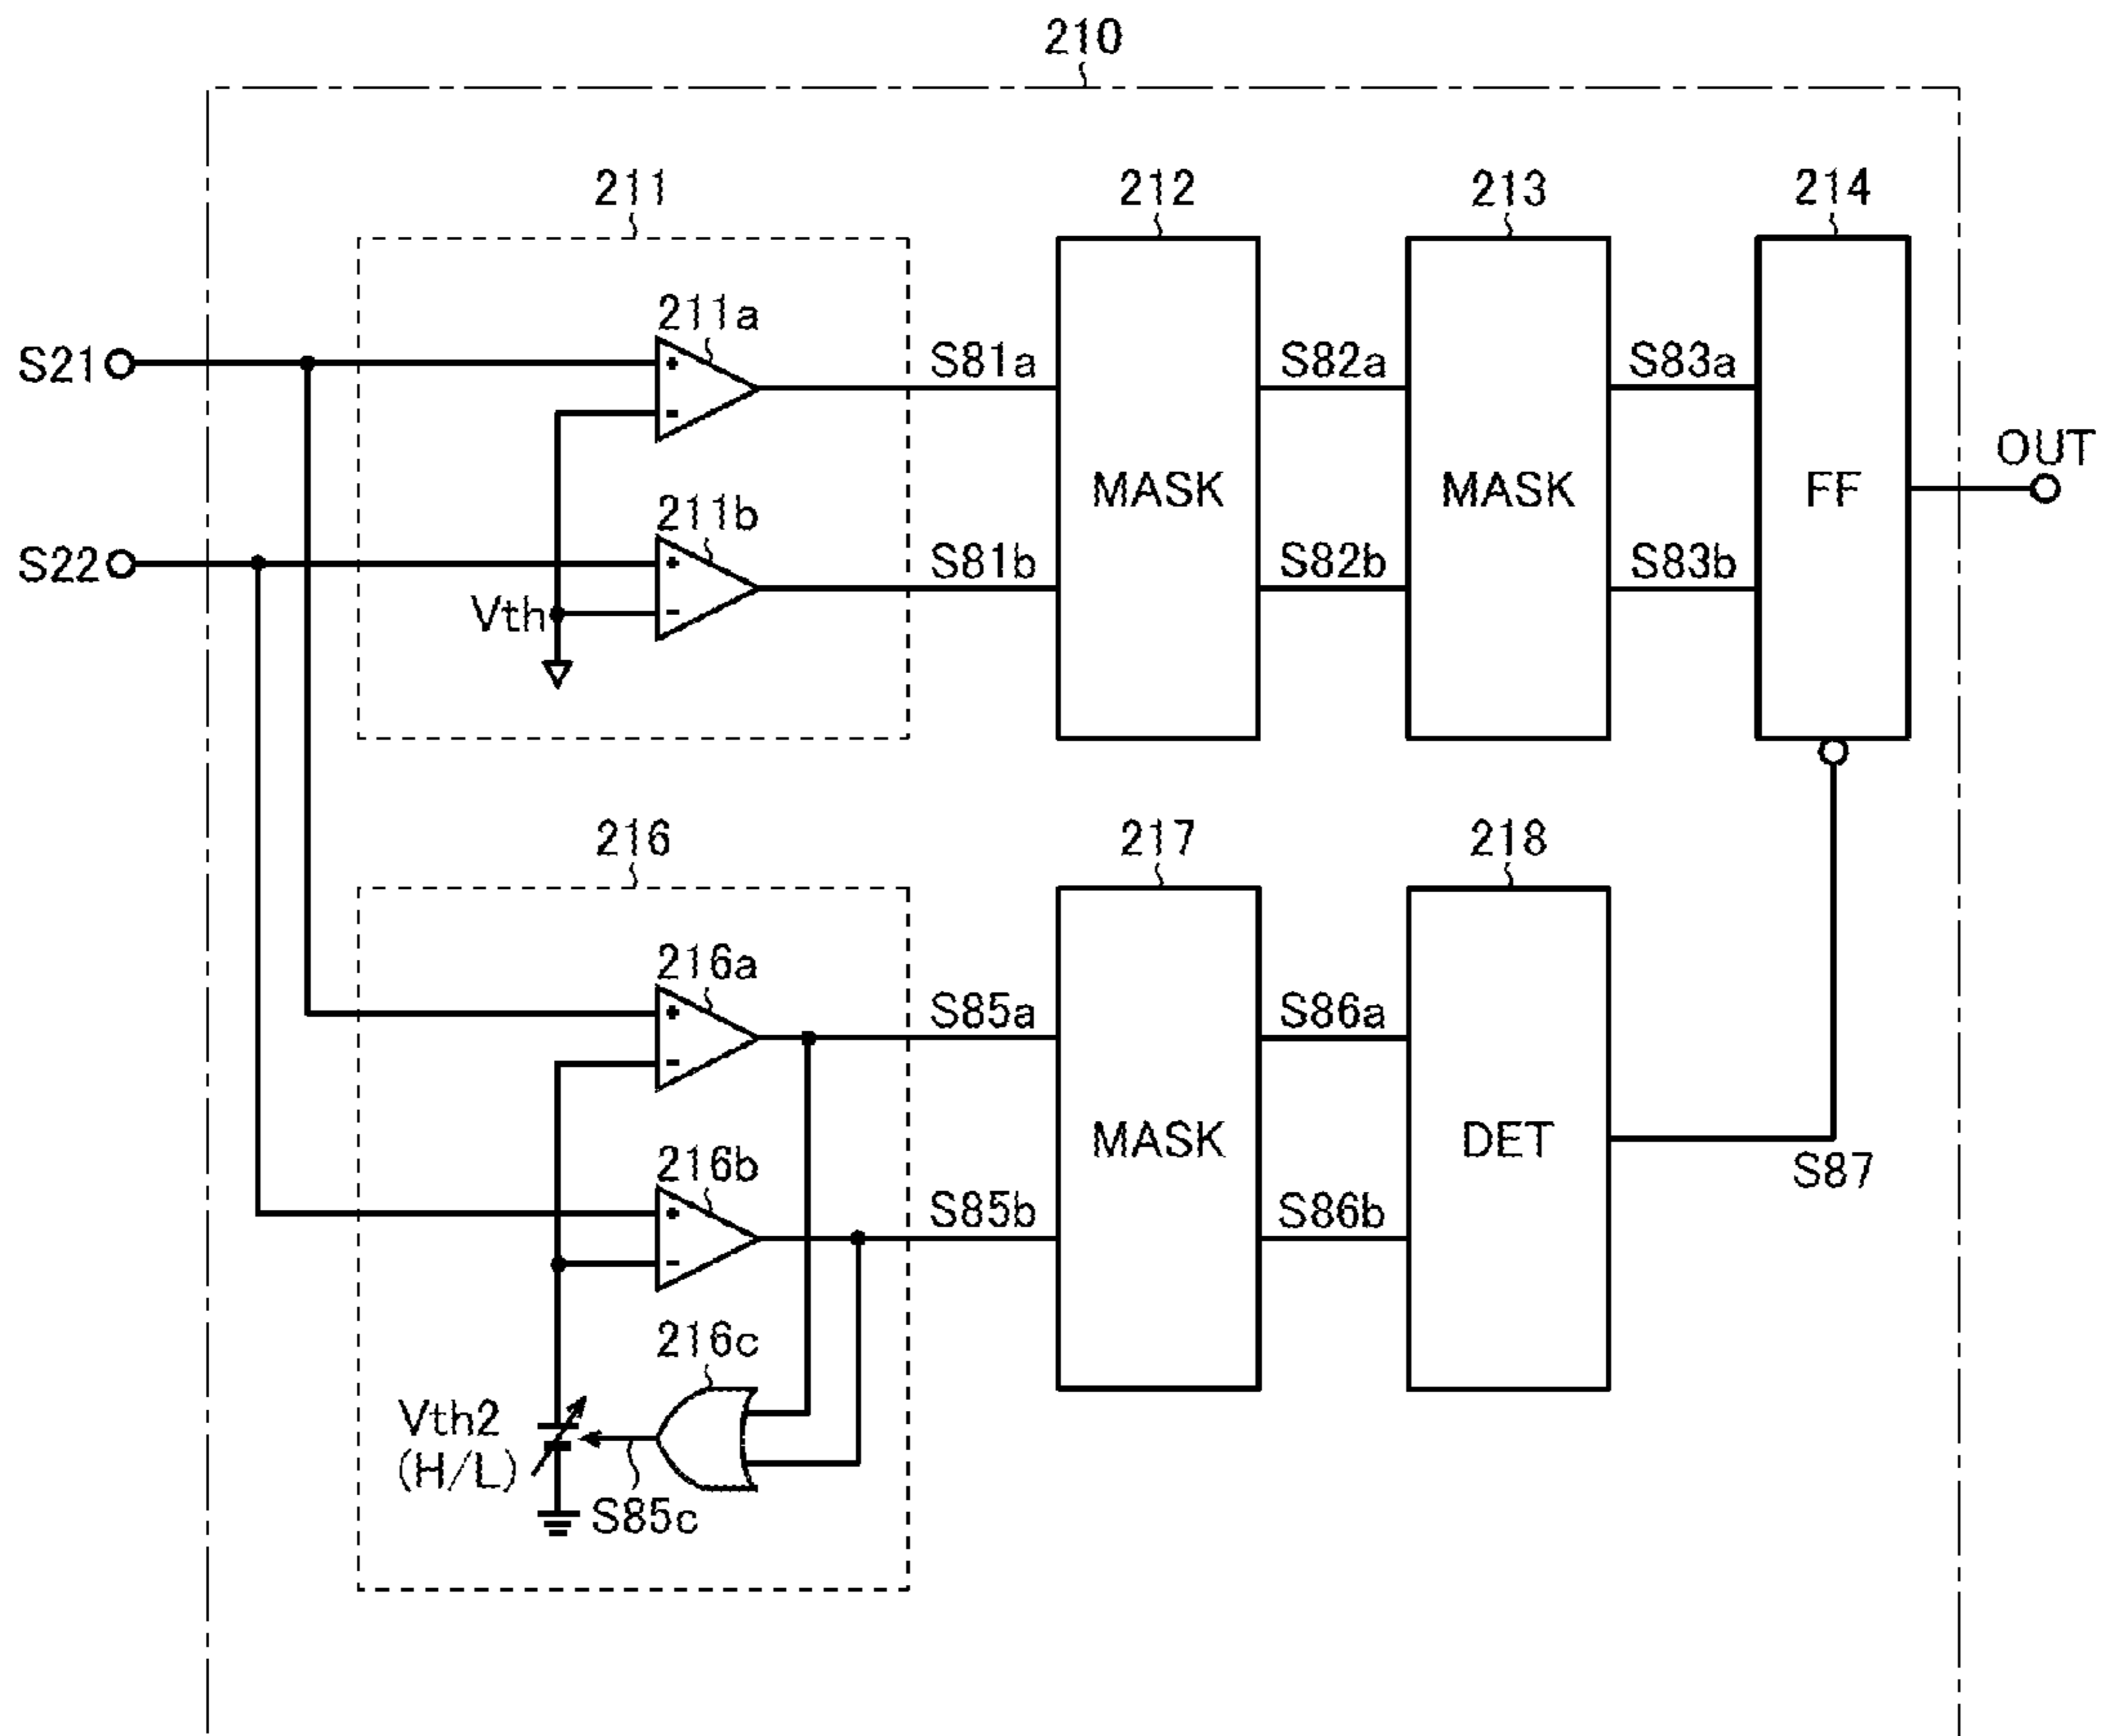 210
211
212
213
214
211a
S21
S81a
S82a
S83a
OUT
MASK
MASK
FF
211b
S22
S81b
S82b
S83b
Vth
+
-
+
-
216
217
218
216a
S85a
S86a
MASK
DET
216b
S87
S85b
S86b
+
-
+
-
216c
Vth2
(H/L)
S85c